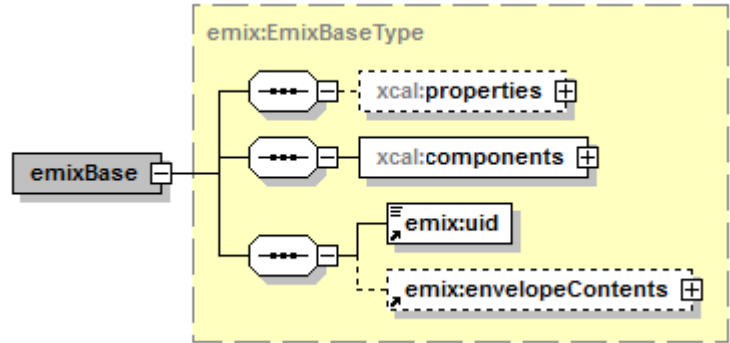 emix:EmixBaseType
xcal:properties
emixBase
xcal:components
emix:uid
emix:envelopeContents